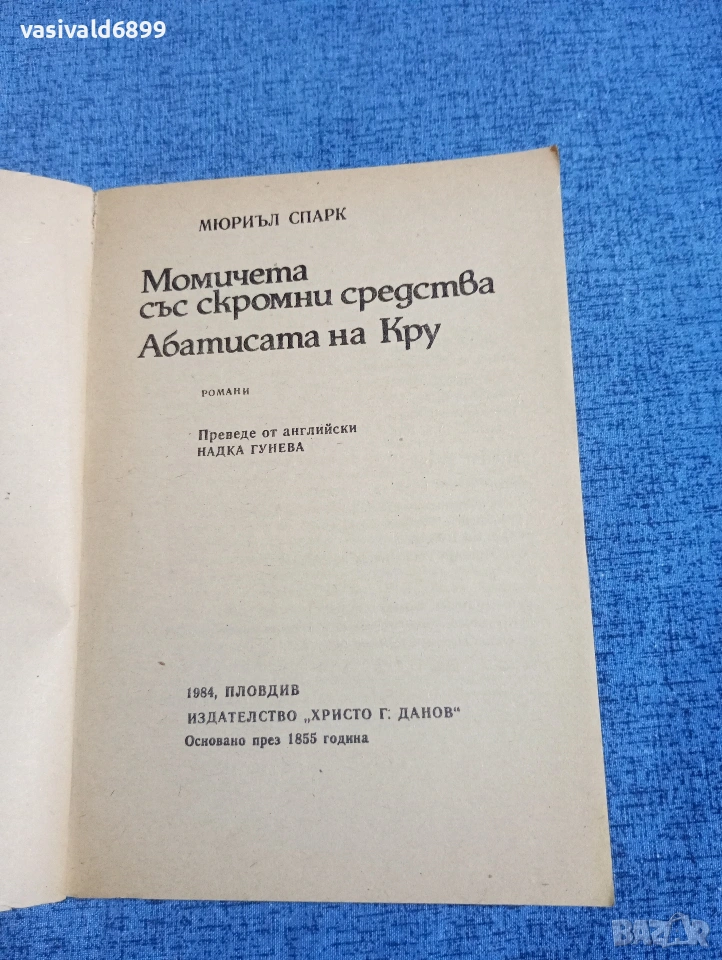 vasivald6899
МЮРИЪЛ СПАРК
Момичета
със скромни средства
Абатисата на Кру
РОМАНИ
Преведе от английски
НАДКА ГУНЕВА
1984, ПЛОВДИВ
ИЗДАТЕЛСТВО „ХРИСТО Г. ДАНОВ“
Основано през 1855 година
BAZAR